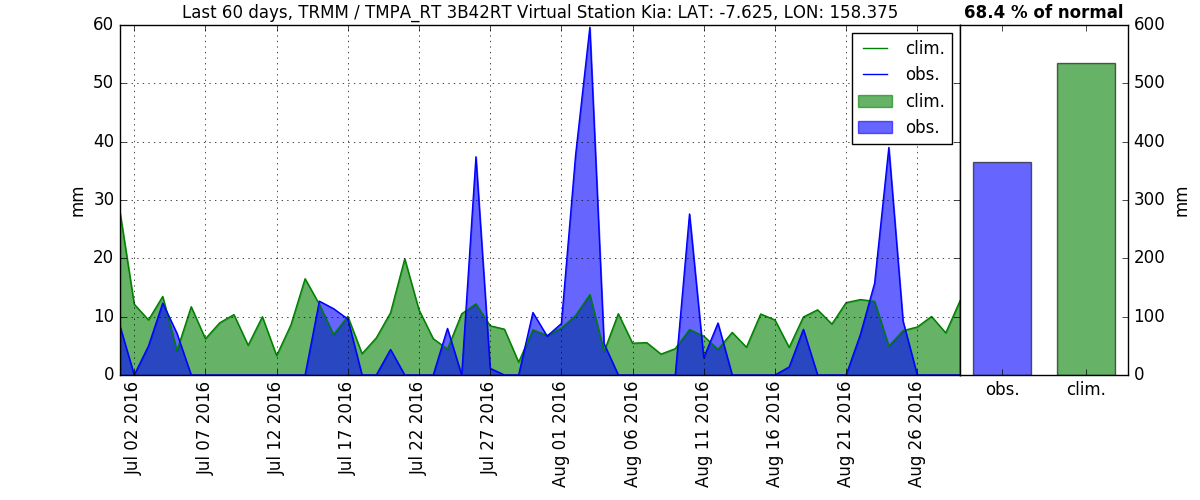 Last 60 days, TRMM / TMPA_RT 3B42RT Virtual Station Kia: LAT: -7.625, LON: 158.375
68.4 % of normal
60
50
40
30
20
10
0
mm
clim.
obs.
clim.
obs.
600
500
400
300
200
100
0
mm
obs.
clim.
Jul 02 2016
Jul 07 2016
Jul 12 2016
Jul 17 2016
Jul 22 2016
Jul 27 2016
Aug 01 2016
Aug 06 2016
Aug 11 2016
Aug 16 2016
Aug 21 2016
Aug 26 2016